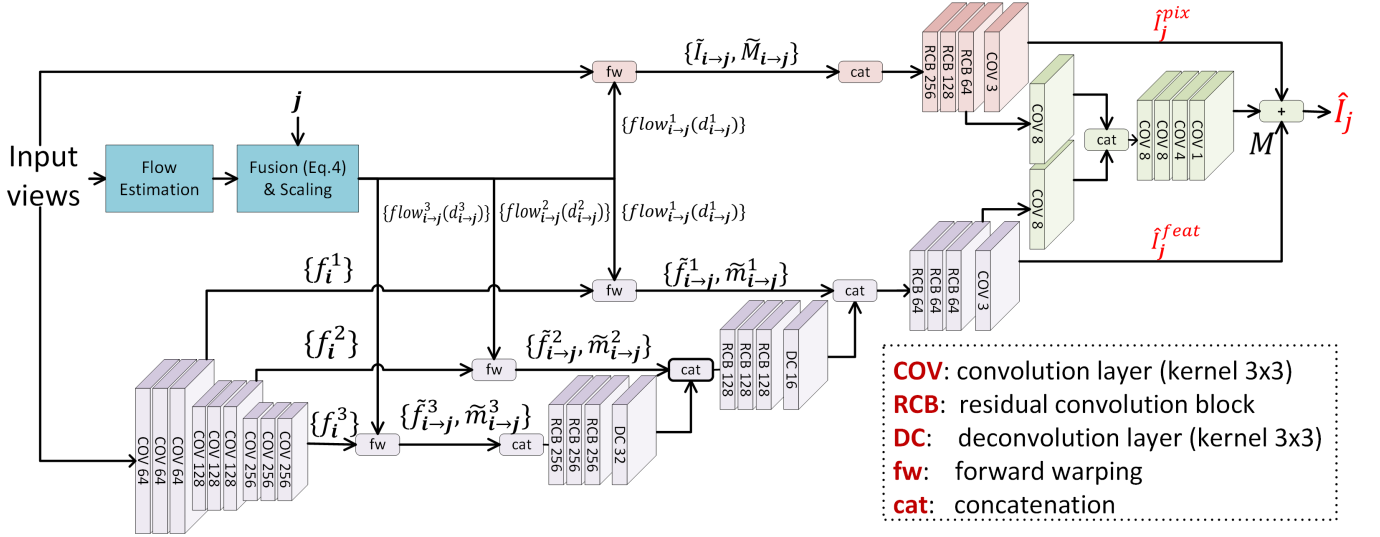 {Ĩ_{i→j}, M̃_{i→j}}
fw
cat
RCB 256
RCB 128
RCB 64
COV 3
Î_j^{pix}
j
{flow^1_{i→j}(d^1_{i→j})}
COV 8
cat
COV 8
COV 8
COV 8
COV 4
COV 1
+
M
Î_j
Input
views
Flow
Estimation
Fusion (Eq.4)
& Scaling
{flow^3_{i→j}(d^3_{i→j})}
{flow^2_{i→j}(d^2_{i→j})}
{flow^1_{i→j}(d^1_{i→j})}
Î_j^{feat}
{f_i^1}
fw
{f̃^1_{i→j}, m̃^1_{i→j}}
cat
RCB 64
RCB 64
RCB 64
COV 3
{f_i^2}
fw
{f̃^2_{i→j}, m̃^2_{i→j}}
cat
RCB 128
RCB 128
RCB 128
DC 16
COV 64
COV 64
COV 64
COV 128
COV 128
COV 128
COV 256
COV 256
COV 256
{f_i^3}
fw
{f̃^3_{i→j}, m̃^3_{i→j}}
cat
RCB 256
RCB 256
RCB 256
DC 32
COV: convolution layer (kernel 3x3)
RCB: residual convolution block
DC: deconvolution layer (kernel 3x3)
fw: forward warping
cat: concatenation